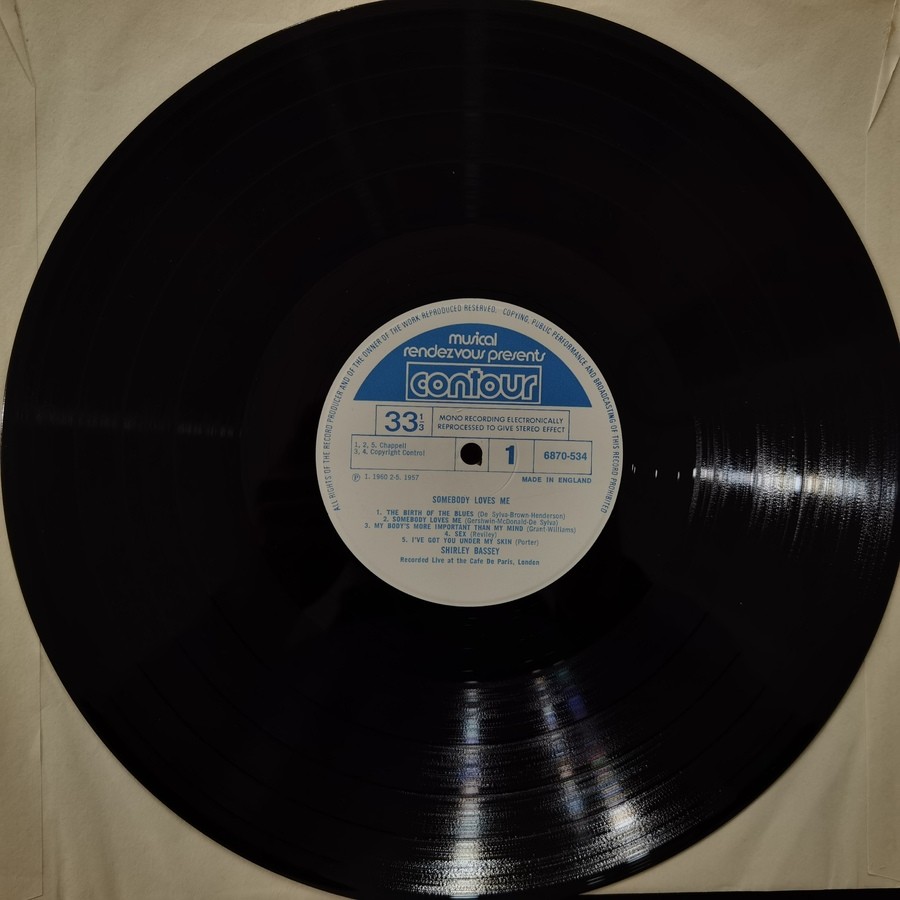 ALL RIGHTS OF THE RECORD PRODUCER AND OF THE OWNER OF THE WORK REPRODUCED RESERVED. COPYING, PUBLIC PERFORMANCE AND BROADCASTING OF THIS RECORD PROHIBITED
musical
rendezvous presents
contour
33 1/3
MONO RECORDING ELECTRONICALLY
REPROCESSED TO GIVE STEREO EFFECT
1, 2, 5, Chappell
3, 4, Copyright Control
1
6870-534
Ⓟ 1. 1960 2-5. 1957
MADE IN ENGLAND
SOMEBODY LOVES ME
1. THE BIRTH OF THE BLUES (De Sylva-Brown-Henderson)
2. SOMEBODY LOVES ME (Gershwin-McDonald-De Sylva)
3. MY BODY'S MORE IMPORTANT THAN MY MIND (Gruel-Williams)
4. SEX (Reslley)
5. I'VE GOT YOU UNDER MY SKIN (Porter)
SHIRLEY BASSEY
Recorded Live at the Cafe De Paris, London